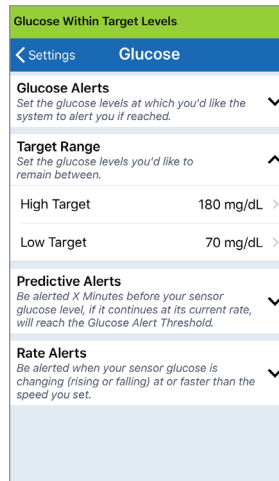 Glucose Within Target Levels
Settings
Glucose
Glucose Alerts
Set the glucose levels at which you'd like the
system to alert you if reached.
Target Range
Set the glucose levels you'd like to
remain between.
High Target 180 mg/dL
Low Target 70 mg/dL
Predictive Alerts
Be alerted X Minutes before your sensor
glucose level, if it continues at its current rate,
will reach the Glucose Alert Threshold.
Rate Alerts
Be alerted when your sensor glucose is
changing (rising or falling) at or faster than the
speed you set.